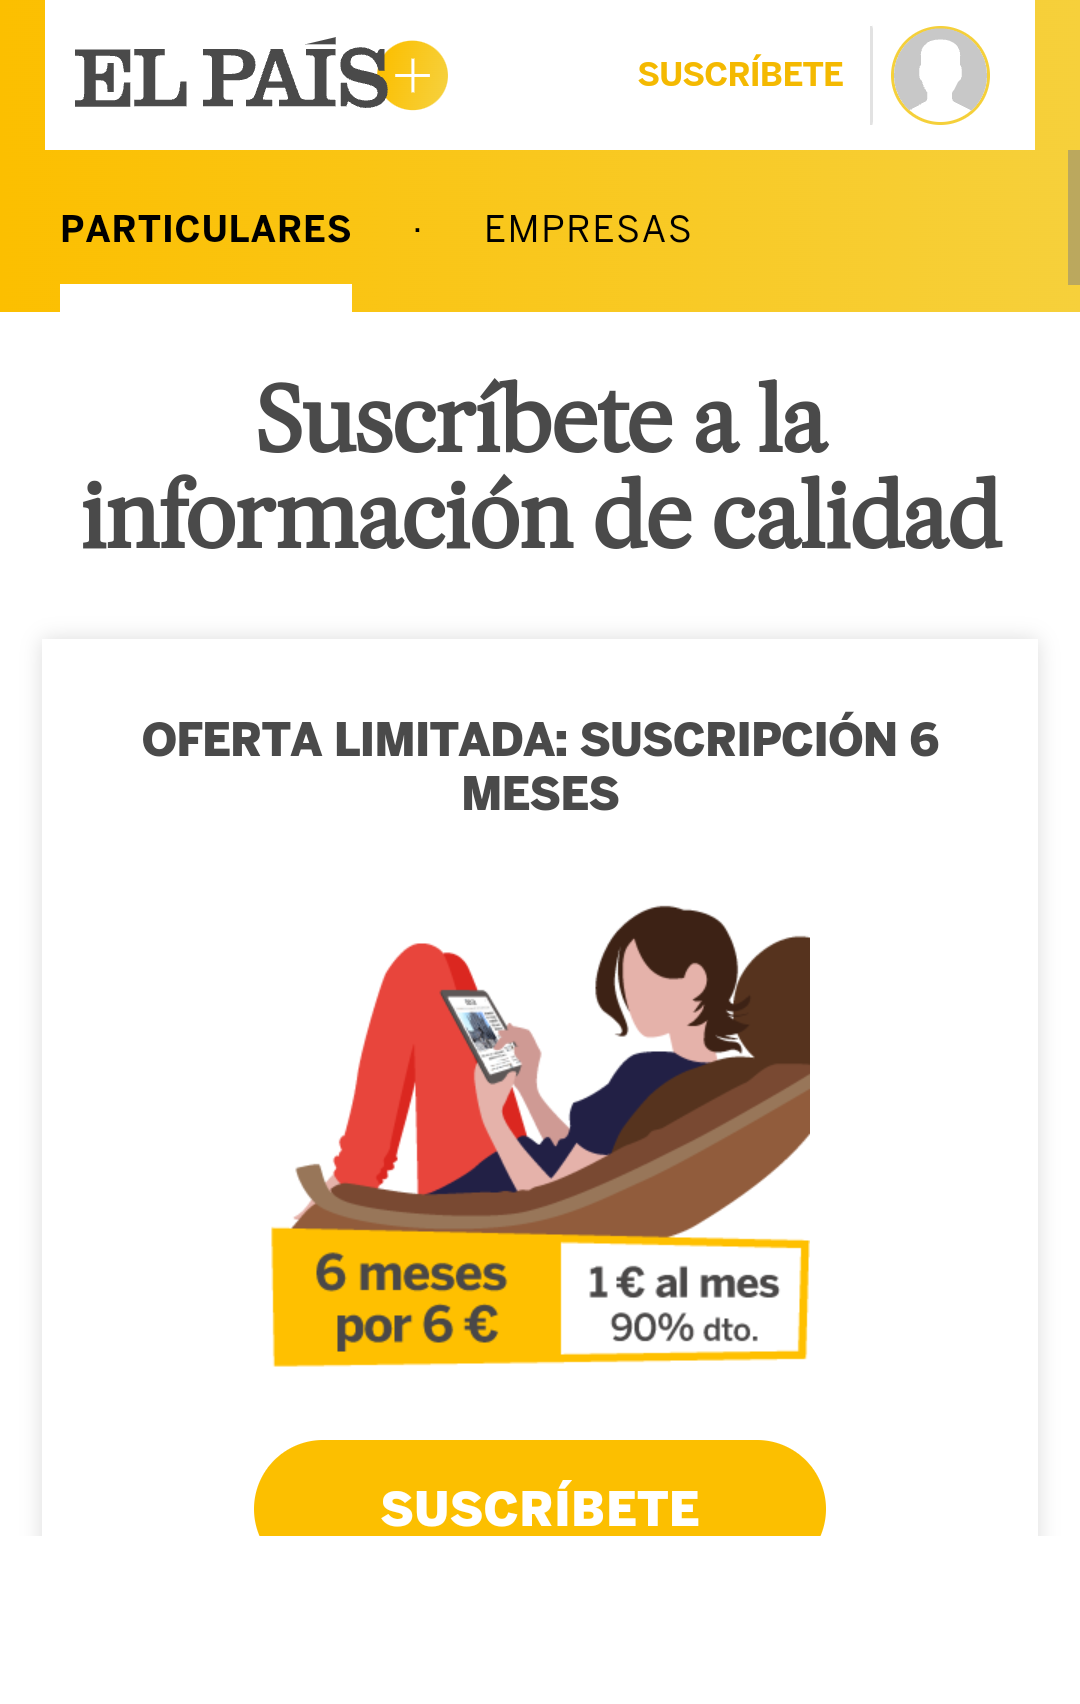 EL PAÍS+
SUSCRÍBETE
PARTICULARES · EMPRESAS
Suscríbete a la
información de calidad
OFERTA LIMITADA: SUSCRIPCIÓN 6
MESES
6 meses
por 6 €
1 € al mes
90% dto.
SUSCRÍBETE